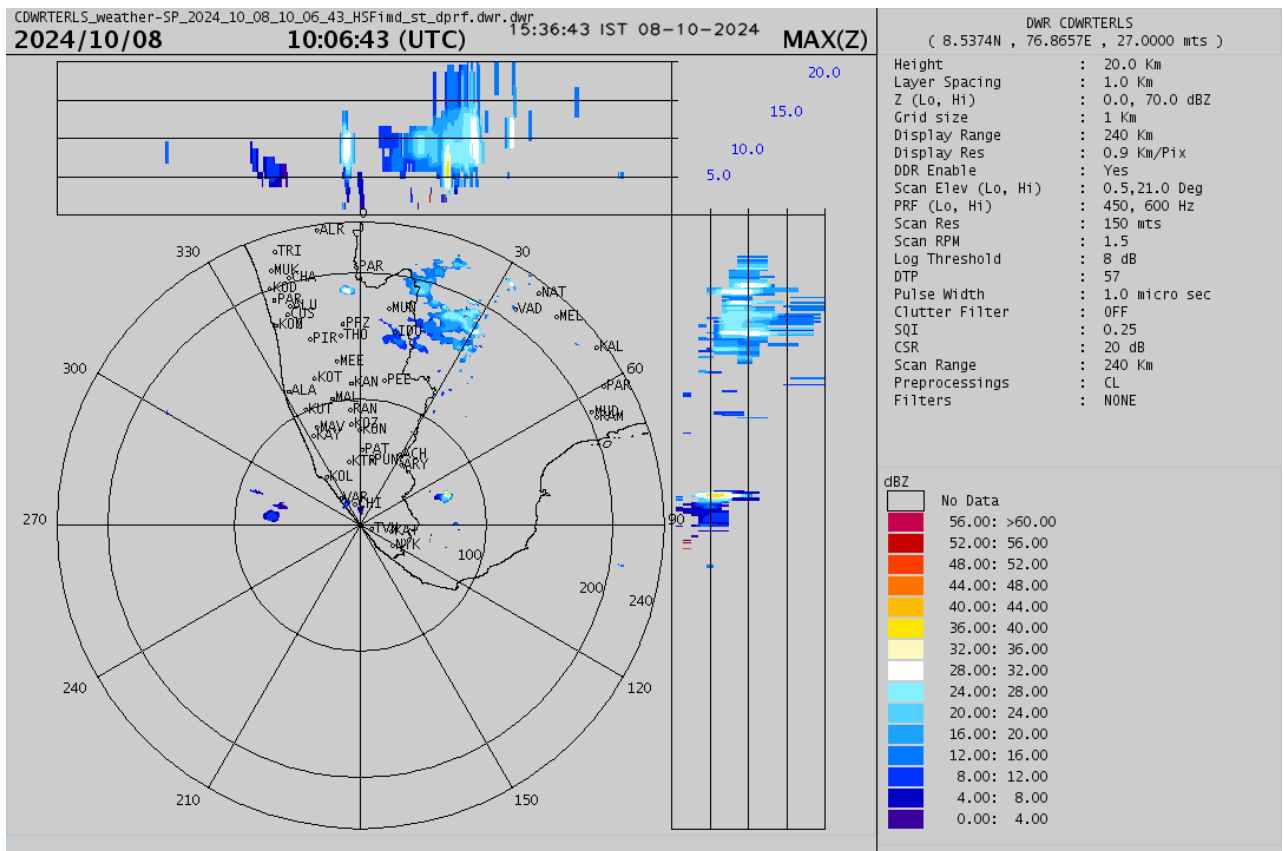 CDWRTERLS_weather-SP_2024_10_08_10_06_43_HSFimd_st_dprf.dwr.dwr
2024/10/08 10:06:43 (UTC) 15:36:43 IST 08-10-2024 MAX(Z)
20.0
15.0
10.0
5.0
0
30
60
90
120
150
210
240
270
300
330
100
200
240
ALR
TRI
PAR
MUK
CHA
KOD
PAR
ALU
COS
KOM
MUN
NAT
VAD
MEL
PFZ
IDU
PIR
THO
KAL
MEE
KOT
KAN
PEE
PAR
ALA
MAL
KUT
RAN
MUD
RAM
MAV
KOZ
KAY
KON
PAT
ACH
KTR
PUN
ARY
KOL
VAR
CHI
TVM
KAT
NYK
DWR CDWRTERLS
( 8.5374N , 76.8657E , 27.0000 mts )
Height : 20.0 Km
Layer Spacing : 1.0 Km
Z (Lo, Hi) : 0.0, 70.0 dBZ
Grid size : 1 Km
Display Range : 240 Km
Display Res : 0.9 Km/Pix
DDR Enable : Yes
Scan Elev (Lo, Hi) : 0.5,21.0 Deg
PRF (Lo, Hi) : 450, 600 Hz
Scan Res : 150 mts
Scan RPM : 1.5
Log Threshold : 8 dB
DTP : 57
Pulse Width : 1.0 micro sec
Clutter Filter : OFF
SQI : 0.25
CSR : 20 dB
Scan Range : 240 Km
Preprocessings : CL
Filters : NONE
dBZ
No Data
56.00: >60.00
52.00: 56.00
48.00: 52.00
44.00: 48.00
40.00: 44.00
36.00: 40.00
32.00: 36.00
28.00: 32.00
24.00: 28.00
20.00: 24.00
16.00: 20.00
12.00: 16.00
8.00: 12.00
4.00: 8.00
0.00: 4.00